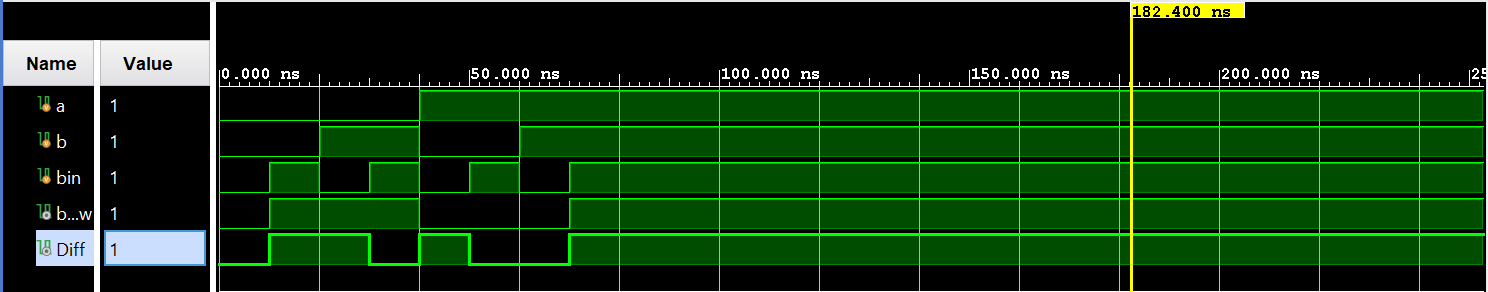 182.400 ns
Name Value
0.000 ns 50.000 ns 100.000 ns 150.000 ns 200.000 ns 25
a 1
b 1
bin 1
b...w 1
Diff 1